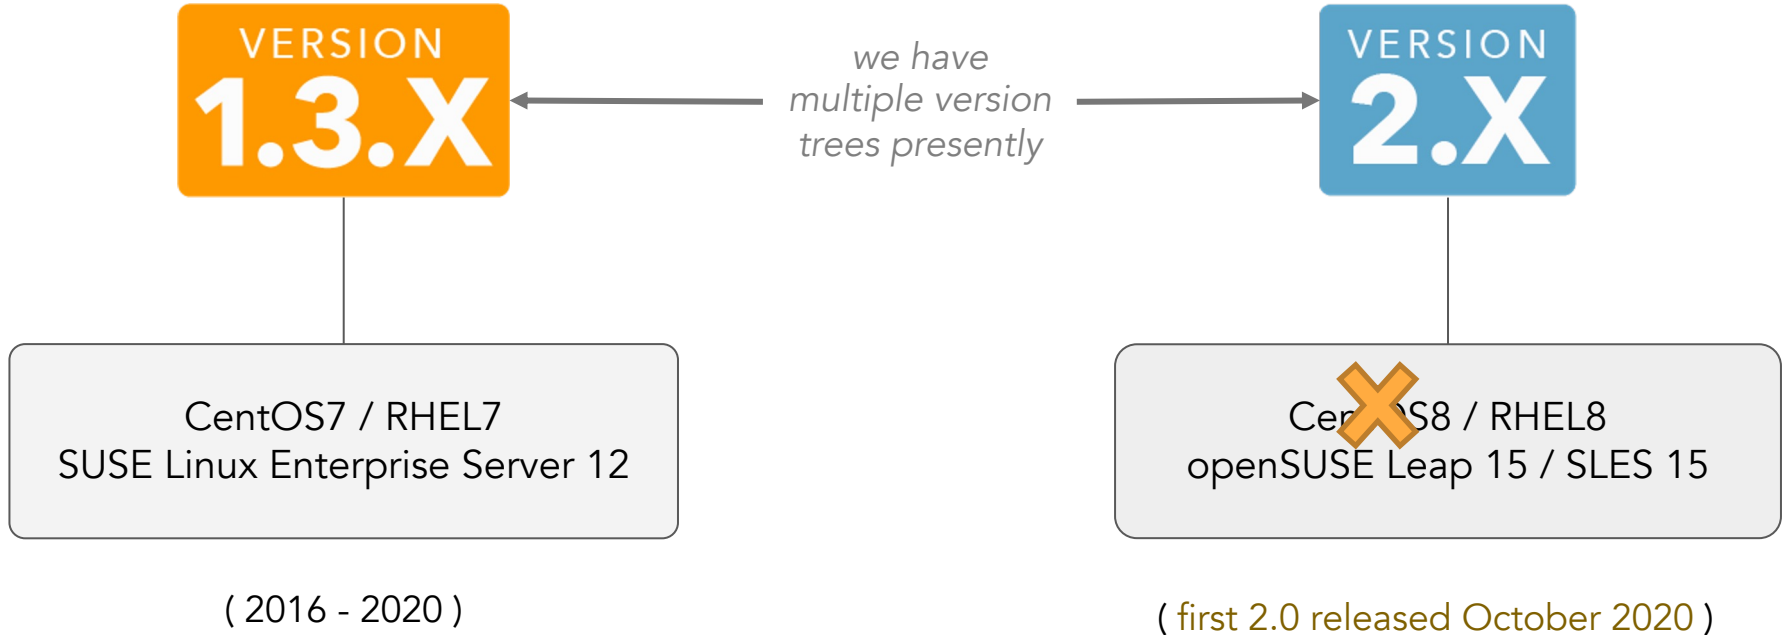 VERSION
1.3.X
we have
multiple version
trees presently
VERSION
2.X
CentOS7 / RHEL7
SUSE Linux Enterprise Server 12
CentOS8 / RHEL8
openSUSE Leap 15 / SLES 15
( 2016 - 2020 )
( first 2.0 released October 2020 )